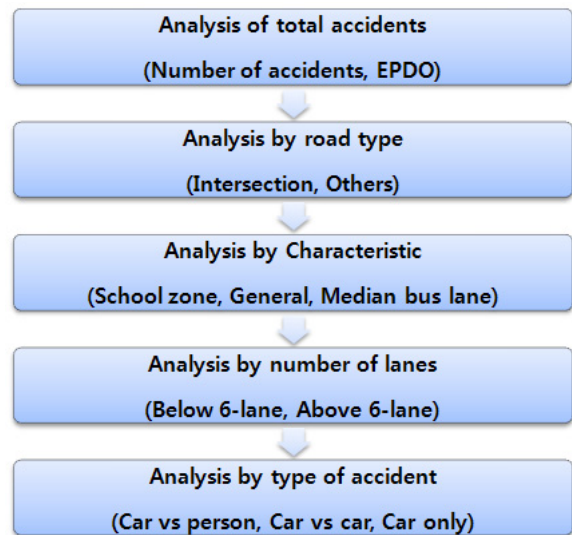 Analysis of total accidents
(Number of accidents, EPDO)
Analysis by road type
(Intersection, Others)
Analysis by Characteristic
(School zone, General, Median bus lane)
Analysis by number of lanes
(Below 6-lane, Above 6-lane)
Analysis by type of accident
(Car vs person, Car vs car, Car only)